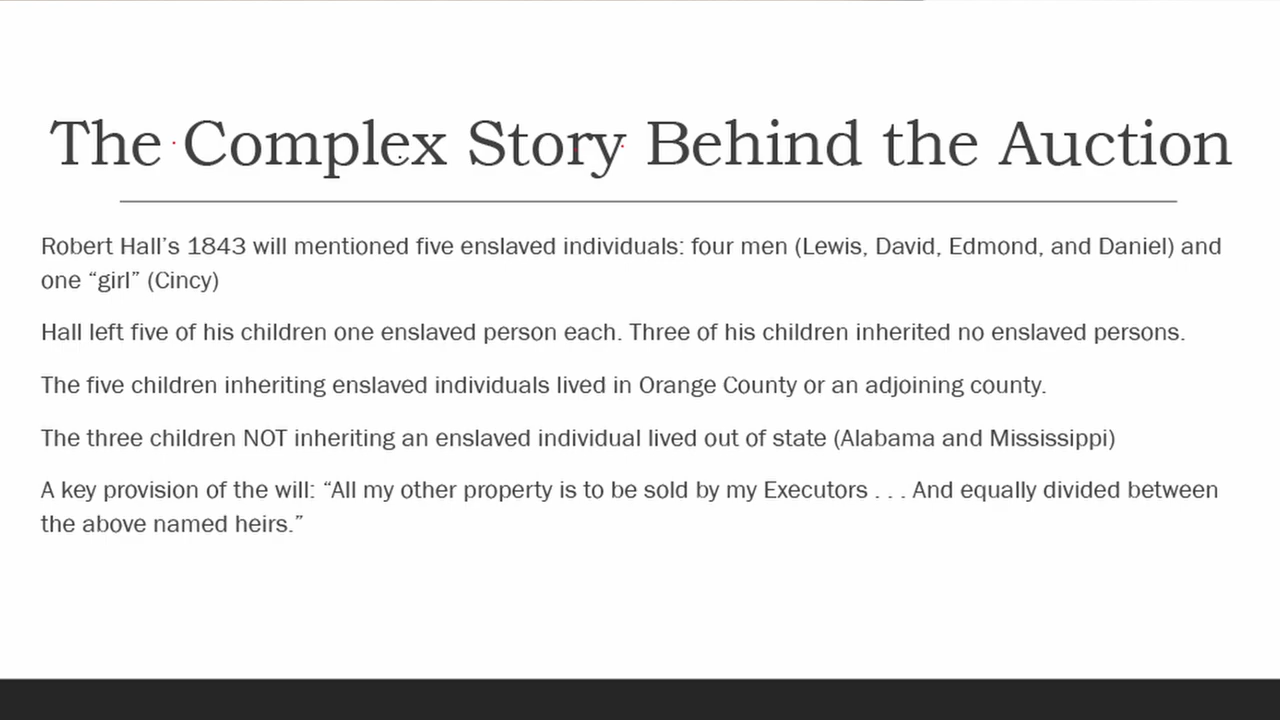 The Complex Story Behind the Auction
Robert Hall’s 1843 will mentioned five enslaved individuals: four men (Lewis, David, Edmond, and Daniel) and
one “girl” (Cincy)
Hall left five of his children one enslaved person each. Three of his children inherited no enslaved persons.
The five children inheriting enslaved individuals lived in Orange County or an adjoining county.
The three children NOT inheriting an enslaved individual lived out of state (Alabama and Mississippi)
A key provision of the will: “All my other property is to be sold by my Executors . . . And equally divided between
the above named heirs.”